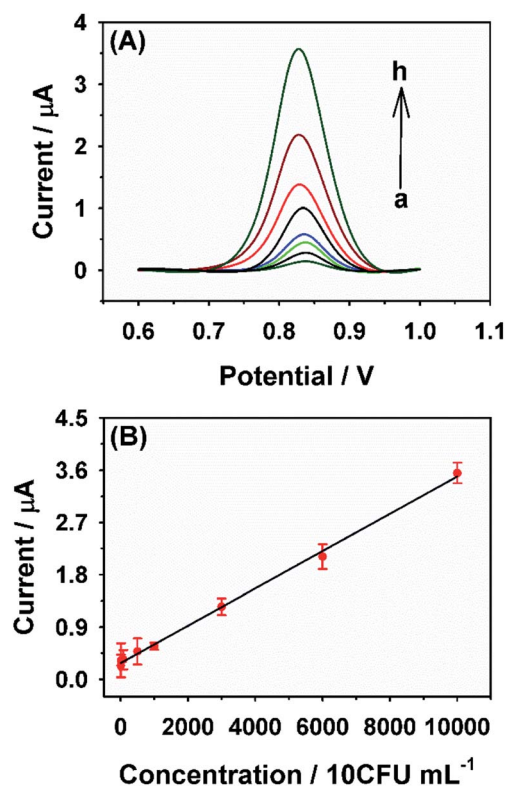 (A)
4
3
2
1
0
Current / μA
h
a
0.6 0.7 0.8 0.9 1.0 1.1
Potential / V
(B)
4.5
3.6
2.7
1.8
0.9
0.0
Current / μA
0 2000 4000 6000 8000 10000
Concentration / 10CFU mL⁻¹